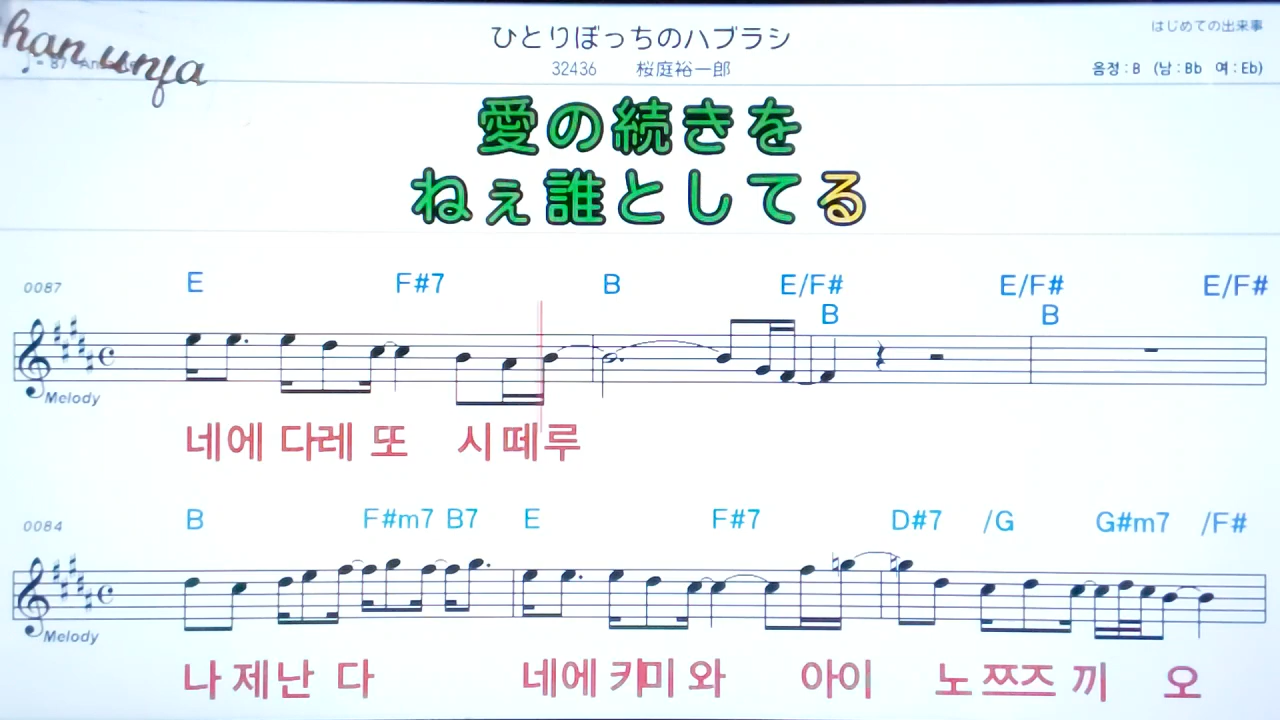 han unja
ひとりぼっちのハブラシ
はじめての出来事
32436 桜庭裕一郎
음정 : B (남 : Bb 여 : Eb)
愛の続きを
ねぇ誰としてる
0087
E F#7 B E/F# E/F# E/F#
B B
Melody
네에 다레 또 시 떼루
0084
B F#m7 B7 E F#7 D#7 /G G#m7 /F#
Melody
나 제난 다 네에 키미 와 아이 노 쯔즈 끼 오